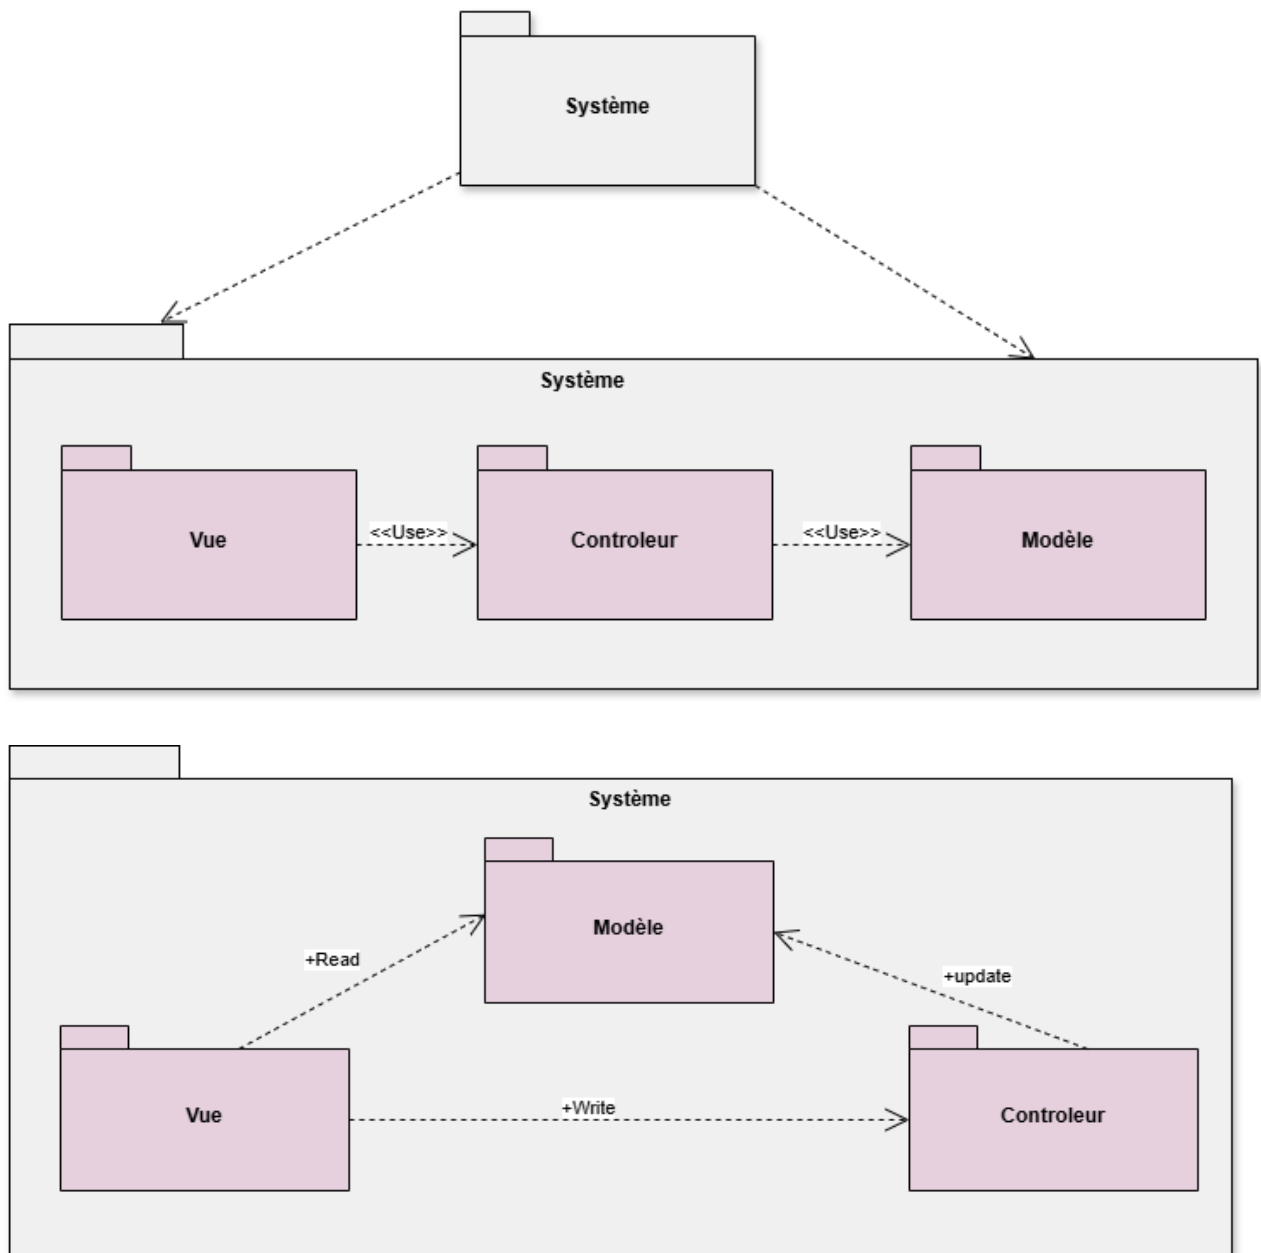 Système
Système
Vue
<<Use>>
Controleur
<<Use>>
Modèle
Système
Modèle
+Read
+update
Vue
+Write
Controleur